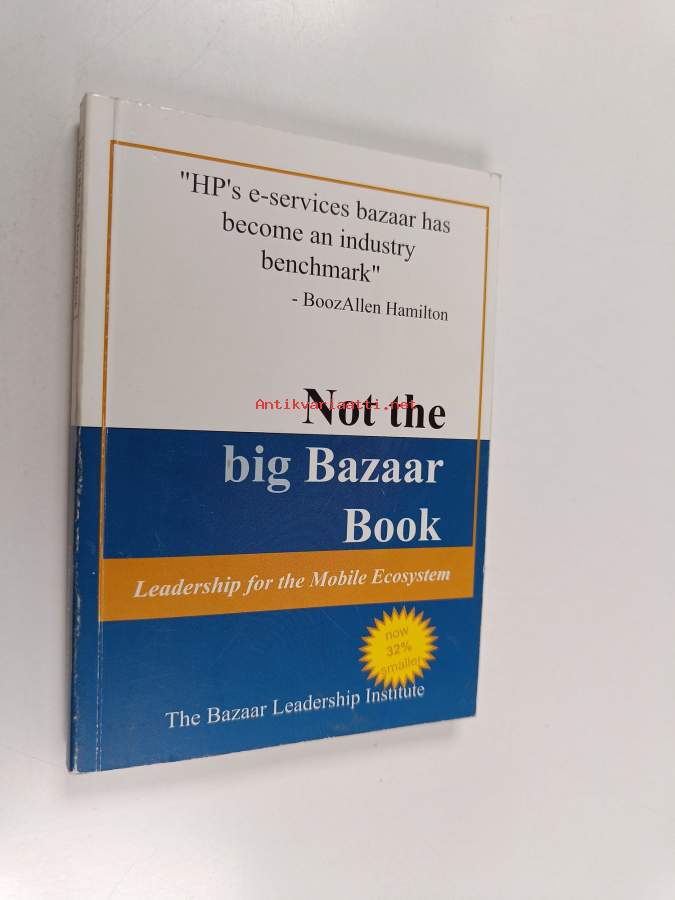 "HP's e-services bazaar has
become an industry
benchmark"
- BoozAllen Hamilton
Not the
Antikvariaatti.net
big Bazaar
Book
Leadership for the Mobile Ecosystem
now
32%
smaller
The Bazaar Leadership Institute